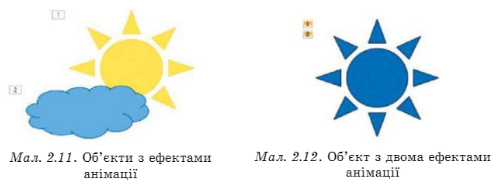 1
2
Мал. 2.11. Об’єкти з ефектами
анімації
Мал. 2.12. Об’єкт з двома ефектами
анімації